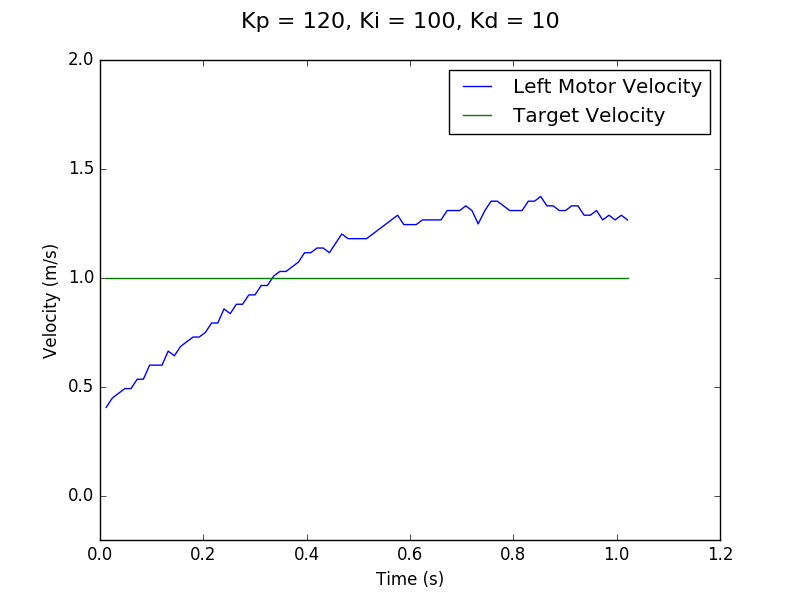 Kp = 120, Ki = 100, Kd = 10
2.0
Left Motor Velocity
Target Velocity
1.5
1.0
Velocity (m/s)
0.5
0.0
0.0 0.2 0.4 0.6 0.8 1.0 1.2
Time (s)